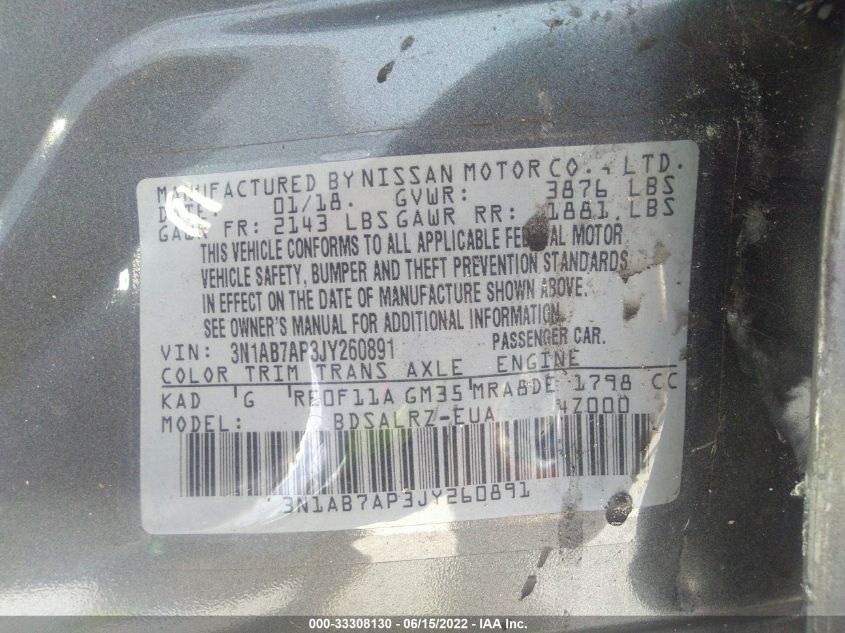 MANUFACTURED BY NISSAN MOTOR CO., LTD.
DATE: 01/18. GVWR: 3876 LBS
GAWR FR: 2143 LBS GAWR RR: 1881 LBS
THIS VEHICLE CONFORMS TO ALL APPLICABLE FEDERAL MOTOR
VEHICLE SAFETY, BUMPER AND THEFT PREVENTION STANDARDS
IN EFFECT ON THE DATE OF MANUFACTURE SHOWN ABOVE.
SEE OWNER'S MANUAL FOR ADDITIONAL INFORMATION.
VIN: 3N1AB7AP3JY260891 PASSENGER CAR.
COLOR TRIM TRANS AXLE ENGINE
KAD G RE0F11A GM35 MRA8DE 1798 CC
MODEL: BDSALRZ-EUA 4Z000
3N1AB7AP3JY260891
000-33308130 - 06/15/2022 - IAA Inc.